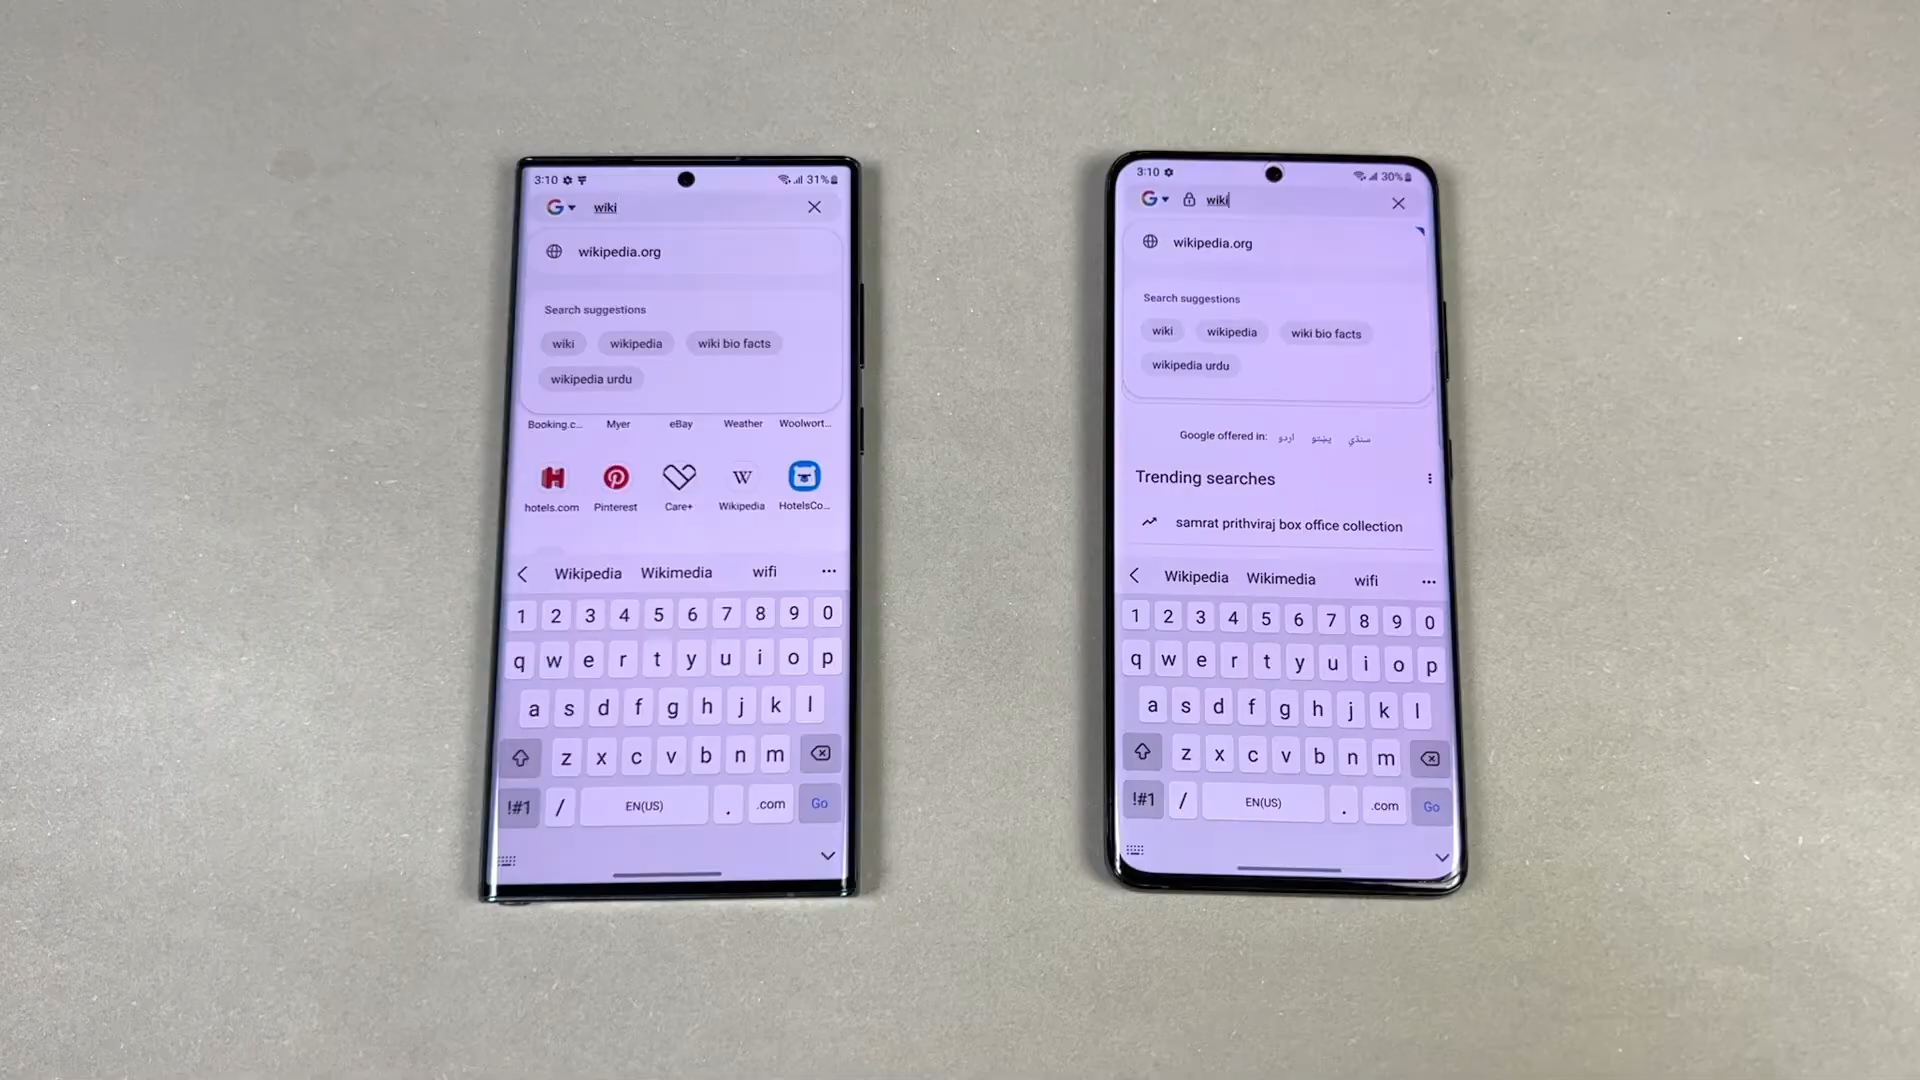 3:10 31%
wiki
wikipedia.org
Search suggestions
wiki wikipedia wiki bio facts
wikipedia urdu
Booking.c... Myer eBay Weather Woolwort...
hotels.com Pinterest Care+ Wikipedia HotelsCo...
Wikipedia Wikimedia wifi ...
1 2 3 4 5 6 7 8 9 0
q w e r t y u i o p
a s d f g h j k l
z x c v b n m
!#1 / EN(US) . .com Go
3:10 30%
wiki
wikipedia.org
Search suggestions
wiki wikipedia wiki bio facts
wikipedia urdu
Google offered in: اردو پښتو سنڌي
Trending searches
samrat prithviraj box office collection
Wikipedia Wikimedia wifi ...
1 2 3 4 5 6 7 8 9 0
q w e r t y u i o p
a s d f g h j k l
z x c v b n m
!#1 / EN(US) . .com Go